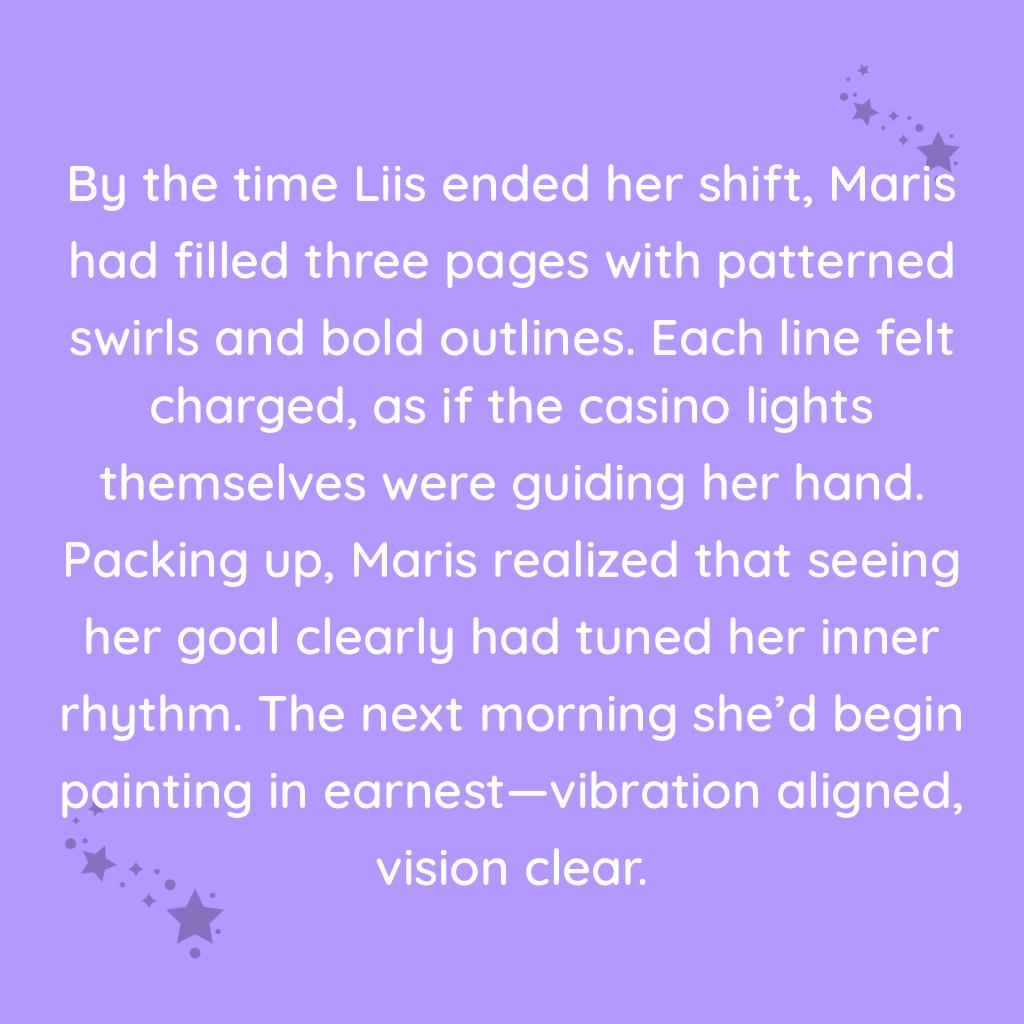 By the time Liis ended her shift, Maris
had filled three pages with patterned
swirls and bold outlines. Each line felt
charged, as if the casino lights
themselves were guiding her hand.
Packing up, Maris realized that seeing
her goal clearly had tuned her inner
rhythm. The next morning she’d begin
painting in earnest—vibration aligned,
vision clear.